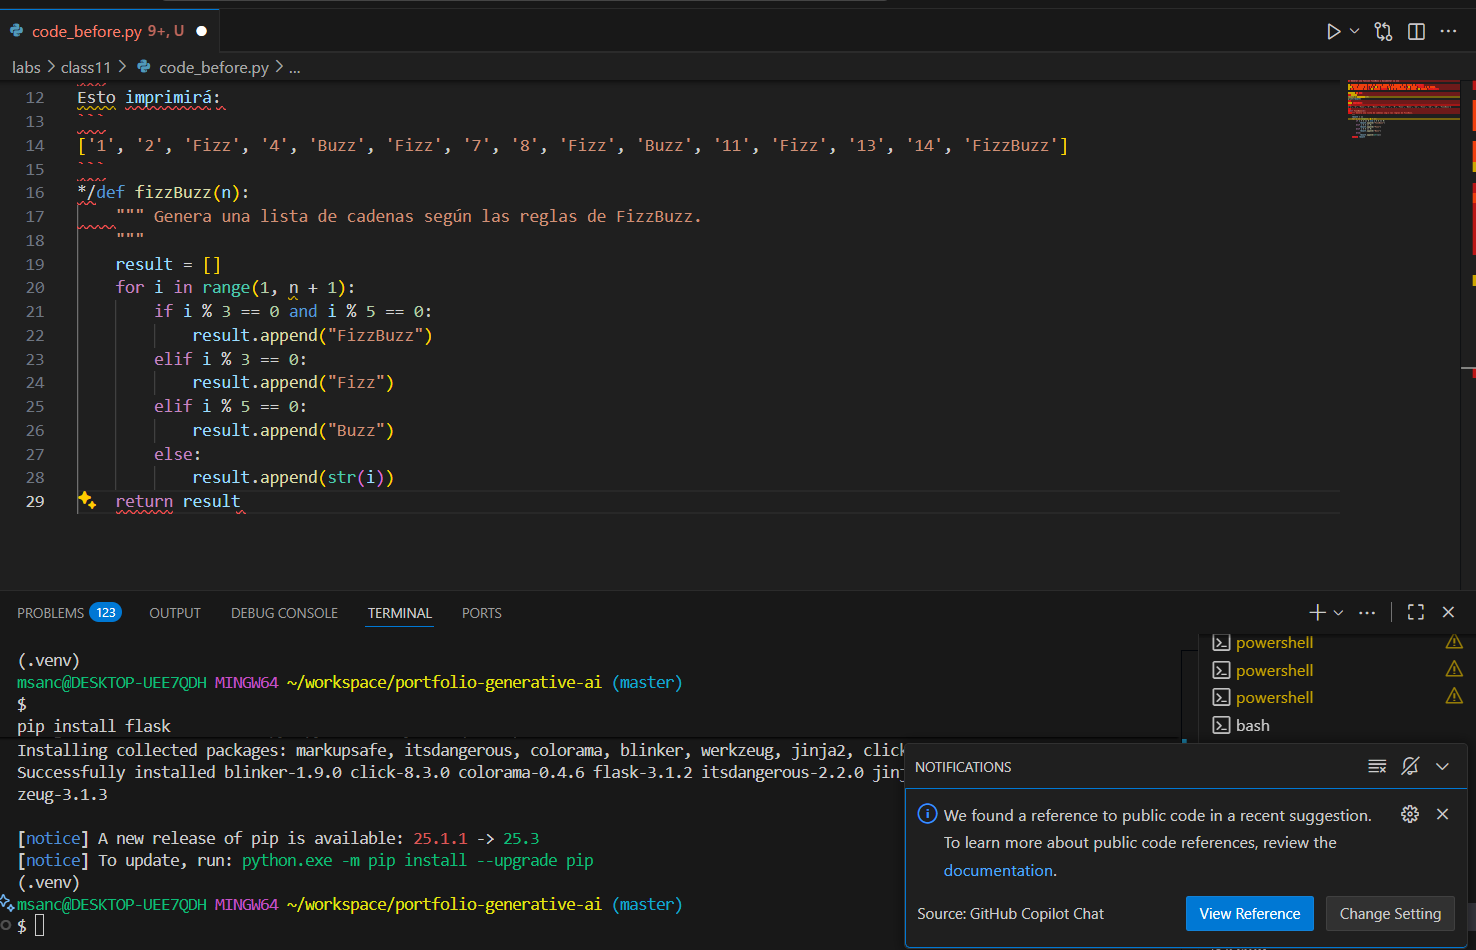 code_before.py 9+, U
labs > class11 > code_before.py > ...
12 Esto imprimirá:
13 ```
14 ['1', '2', 'Fizz', '4', 'Buzz', 'Fizz', '7', '8', 'Fizz', 'Buzz', '11', 'Fizz', '13', '14', 'FizzBuzz']
15 ```
16 */def fizzBuzz(n):
17     """ Genera una lista de cadenas según las reglas de FizzBuzz.
18     """
19     result = []
20     for i in range(1, n + 1):
21         if i % 3 == 0 and i % 5 == 0:
22             result.append("FizzBuzz")
23         elif i % 3 == 0:
24             result.append("Fizz")
25         elif i % 5 == 0:
26             result.append("Buzz")
27         else:
28             result.append(str(i))
29     return result
PROBLEMS 123 OUTPUT DEBUG CONSOLE TERMINAL PORTS
(.venv)
msanc@DESKTOP-UEE7QDH MINGW64 ~/workspace/portfolio-generative-ai (master)
$
pip install flask
Installing collected packages: markupsafe, itsdangerous, colorama, blinker, werkzeug, jinja2, click
Successfully installed blinker-1.9.0 click-8.3.0 colorama-0.4.6 flask-3.1.2 itsdangerous-2.2.0 jinj
zeug-3.1.3
[notice] A new release of pip is available: 25.1.1 -> 25.3
[notice] To update, run: python.exe -m pip install --upgrade pip
(.venv)
msanc@DESKTOP-UEE7QDH MINGW64 ~/workspace/portfolio-generative-ai (master)
$
powershell
powershell
powershell
bash
NOTIFICATIONS
We found a reference to public code in a recent suggestion.
To learn more about public code references, review the
documentation.
Source: GitHub Copilot Chat
View Reference
Change Setting